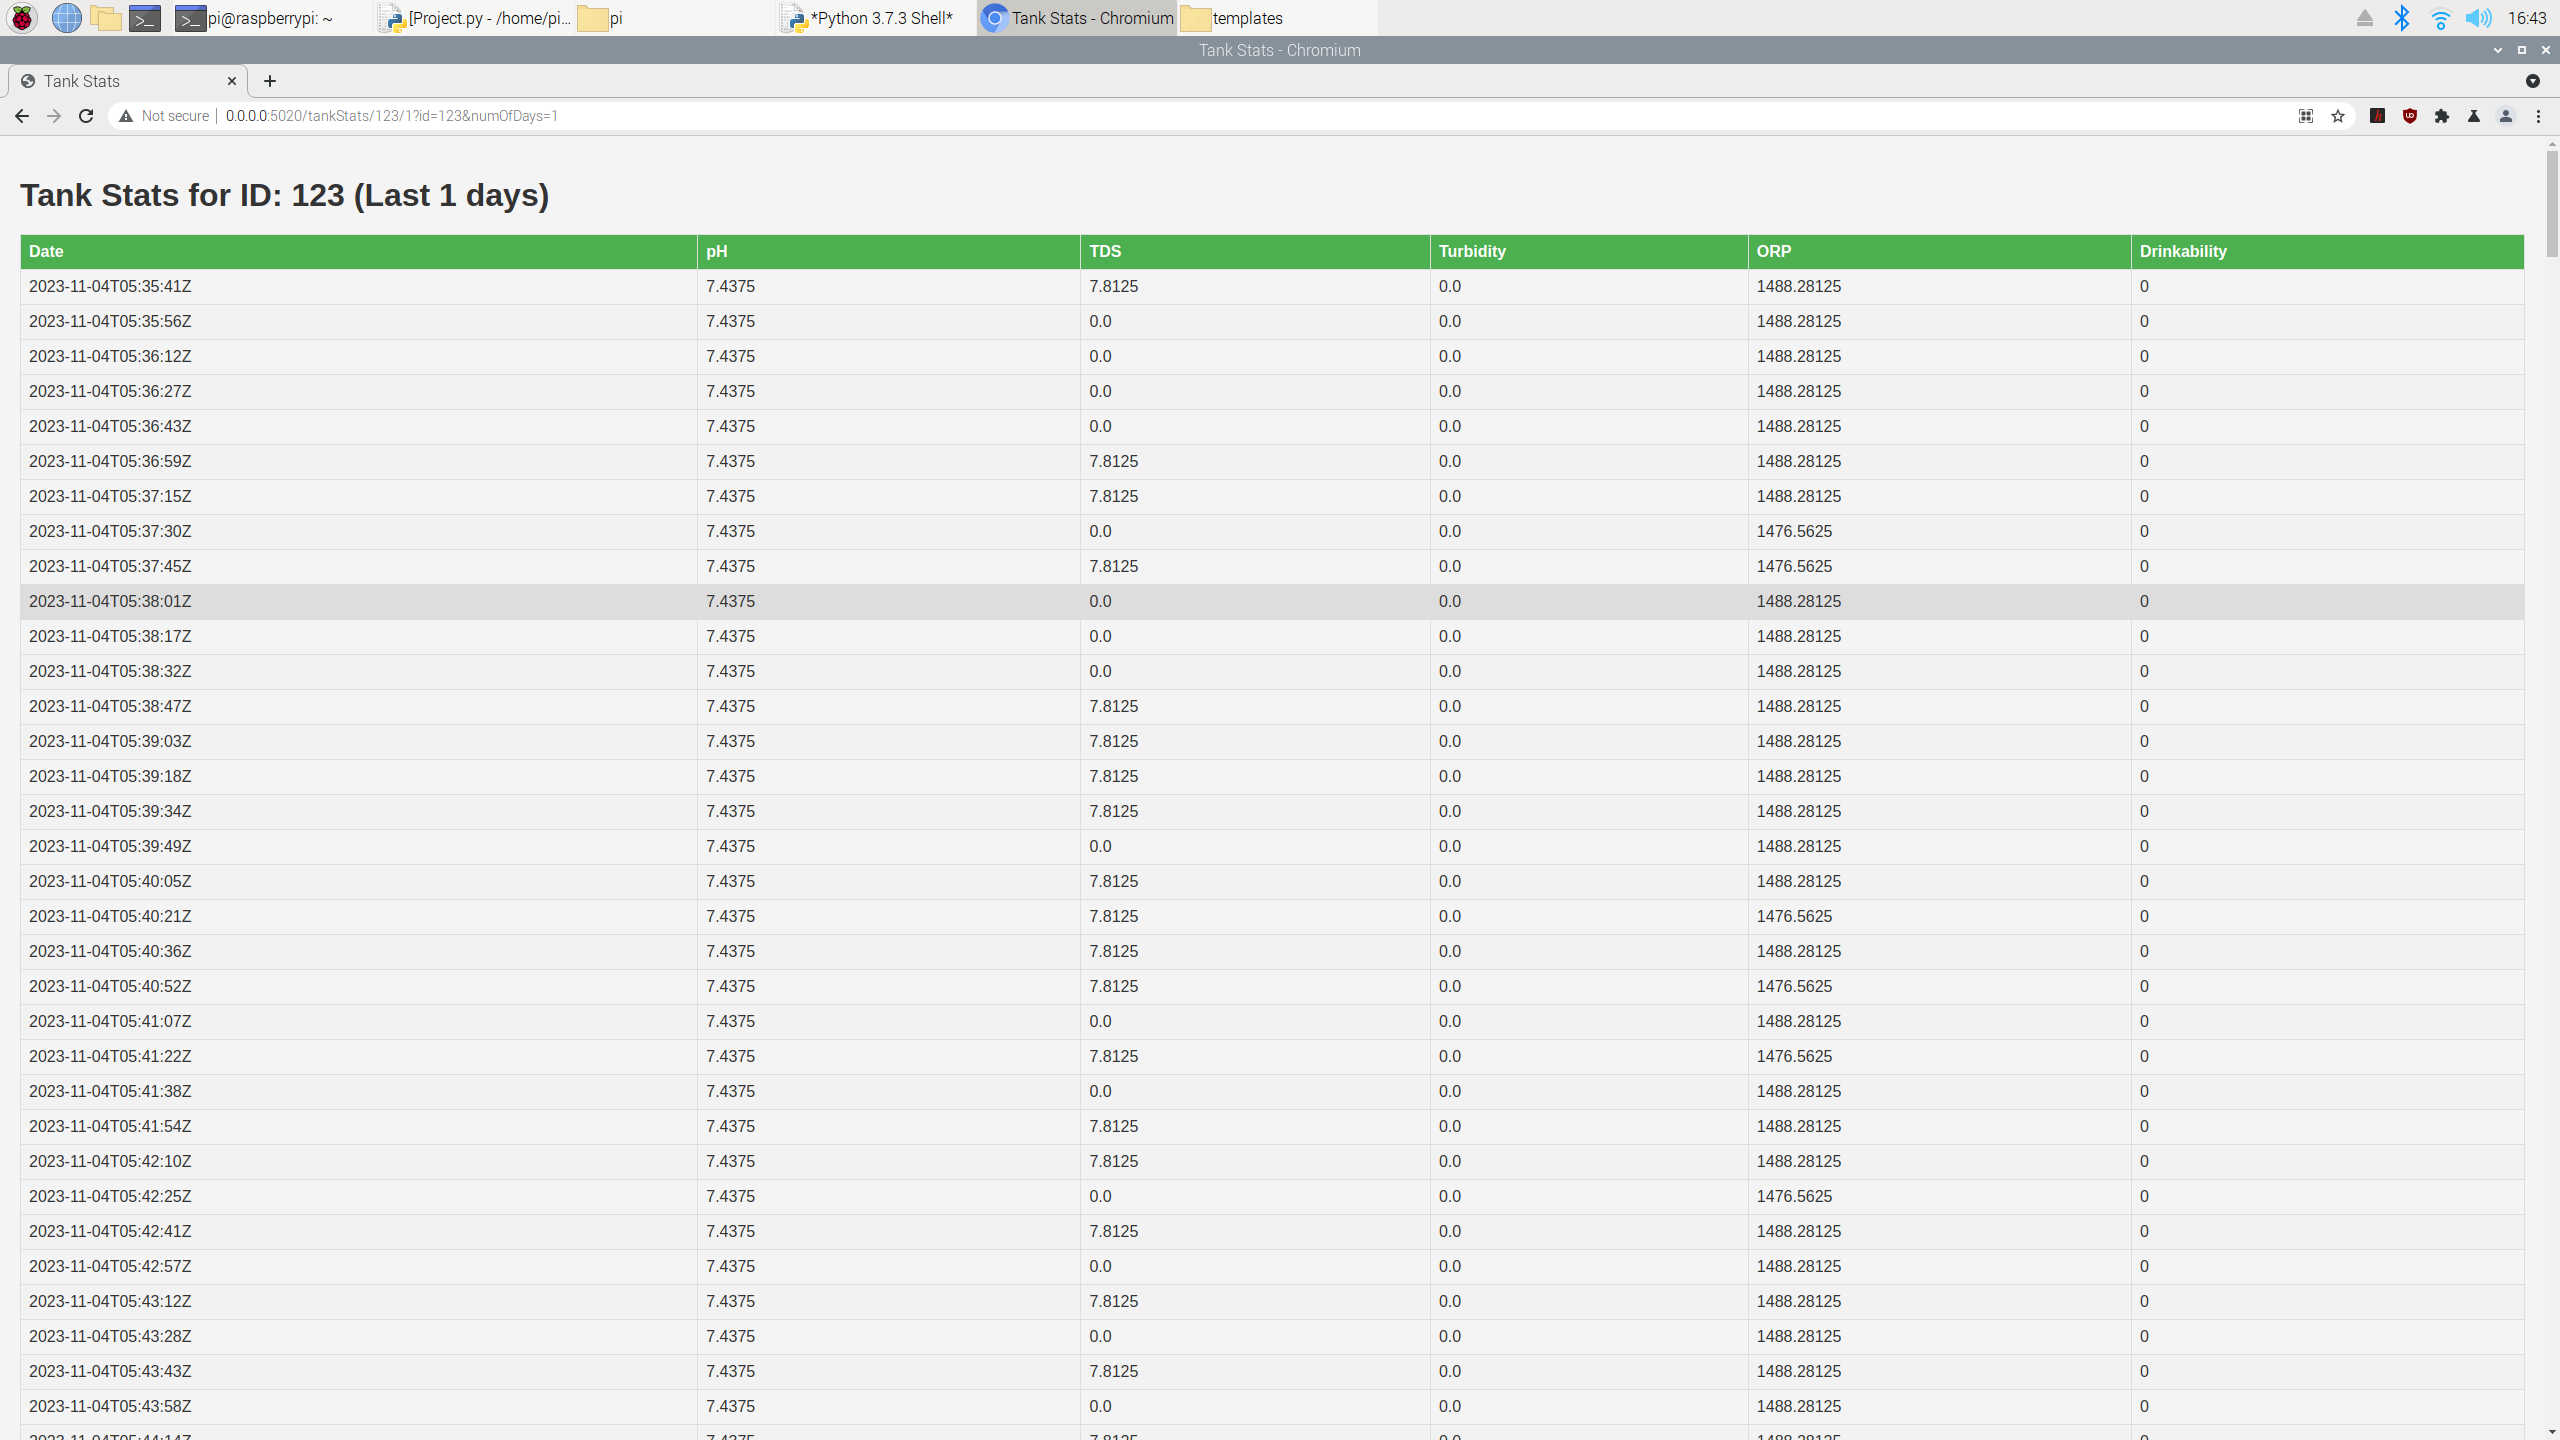 pi@raspberrypi: ~ [Project.py - /home/pi... pi *Python 3.7.3 Shell* Tank Stats - Chromium templates 16:43
Tank Stats - Chromium
Tank Stats
Not secure 0.0.0.0:5020/tankStats/123/1?id=123&numOfDays=1
Tank Stats for ID: 123 (Last 1 days)
Date pH TDS Turbidity ORP Drinkability
2023-11-04T05:35:41Z 7.4375 7.8125 0.0 1488.28125 0
2023-11-04T05:35:56Z 7.4375 0.0 0.0 1488.28125 0
2023-11-04T05:36:12Z 7.4375 0.0 0.0 1488.28125 0
2023-11-04T05:36:27Z 7.4375 0.0 0.0 1488.28125 0
2023-11-04T05:36:43Z 7.4375 0.0 0.0 1488.28125 0
2023-11-04T05:36:59Z 7.4375 7.8125 0.0 1488.28125 0
2023-11-04T05:37:15Z 7.4375 7.8125 0.0 1488.28125 0
2023-11-04T05:37:30Z 7.4375 0.0 0.0 1476.5625 0
2023-11-04T05:37:45Z 7.4375 7.8125 0.0 1476.5625 0
2023-11-04T05:38:01Z 7.4375 0.0 0.0 1488.28125 0
2023-11-04T05:38:17Z 7.4375 0.0 0.0 1488.28125 0
2023-11-04T05:38:32Z 7.4375 0.0 0.0 1488.28125 0
2023-11-04T05:38:47Z 7.4375 7.8125 0.0 1488.28125 0
2023-11-04T05:39:03Z 7.4375 7.8125 0.0 1488.28125 0
2023-11-04T05:39:18Z 7.4375 7.8125 0.0 1488.28125 0
2023-11-04T05:39:34Z 7.4375 7.8125 0.0 1488.28125 0
2023-11-04T05:39:49Z 7.4375 0.0 0.0 1488.28125 0
2023-11-04T05:40:05Z 7.4375 7.8125 0.0 1488.28125 0
2023-11-04T05:40:21Z 7.4375 7.8125 0.0 1476.5625 0
2023-11-04T05:40:36Z 7.4375 7.8125 0.0 1488.28125 0
2023-11-04T05:40:52Z 7.4375 7.8125 0.0 1476.5625 0
2023-11-04T05:41:07Z 7.4375 0.0 0.0 1488.28125 0
2023-11-04T05:41:22Z 7.4375 7.8125 0.0 1476.5625 0
2023-11-04T05:41:38Z 7.4375 0.0 0.0 1488.28125 0
2023-11-04T05:41:54Z 7.4375 7.8125 0.0 1488.28125 0
2023-11-04T05:42:10Z 7.4375 7.8125 0.0 1488.28125 0
2023-11-04T05:42:25Z 7.4375 0.0 0.0 1476.5625 0
2023-11-04T05:42:41Z 7.4375 7.8125 0.0 1488.28125 0
2023-11-04T05:42:57Z 7.4375 0.0 0.0 1488.28125 0
2023-11-04T05:43:12Z 7.4375 7.8125 0.0 1488.28125 0
2023-11-04T05:43:28Z 7.4375 0.0 0.0 1488.28125 0
2023-11-04T05:43:43Z 7.4375 7.8125 0.0 1488.28125 0
2023-11-04T05:43:58Z 7.4375 0.0 0.0 1488.28125 0